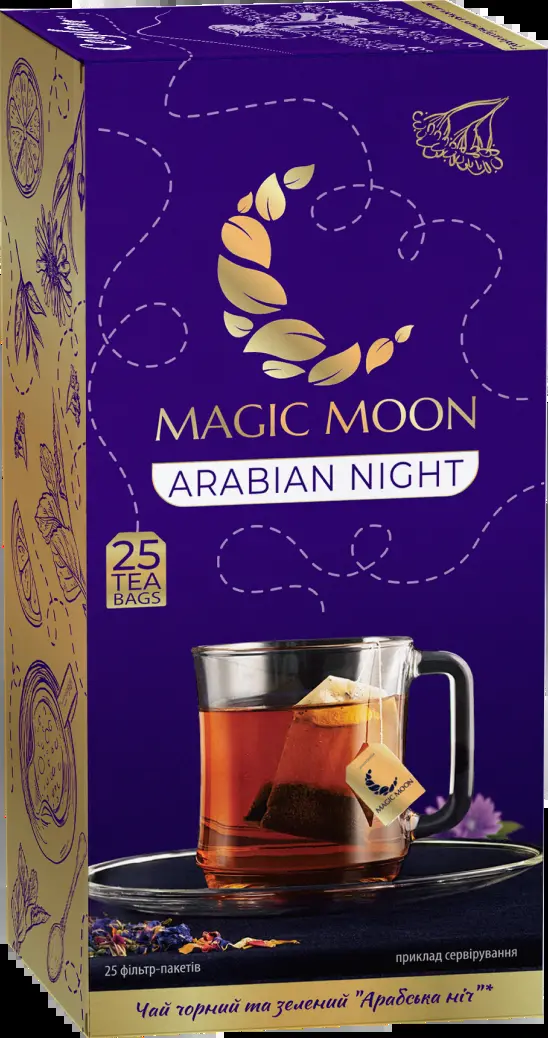 Ceylon
MAGIC MOON
ARABIAN NIGHT
25
TEA
BAGS
MAGIC MOON
25 фільтр-пакетів
приклад сервірування
Чай чорний та зелений "Арабська ніч"*